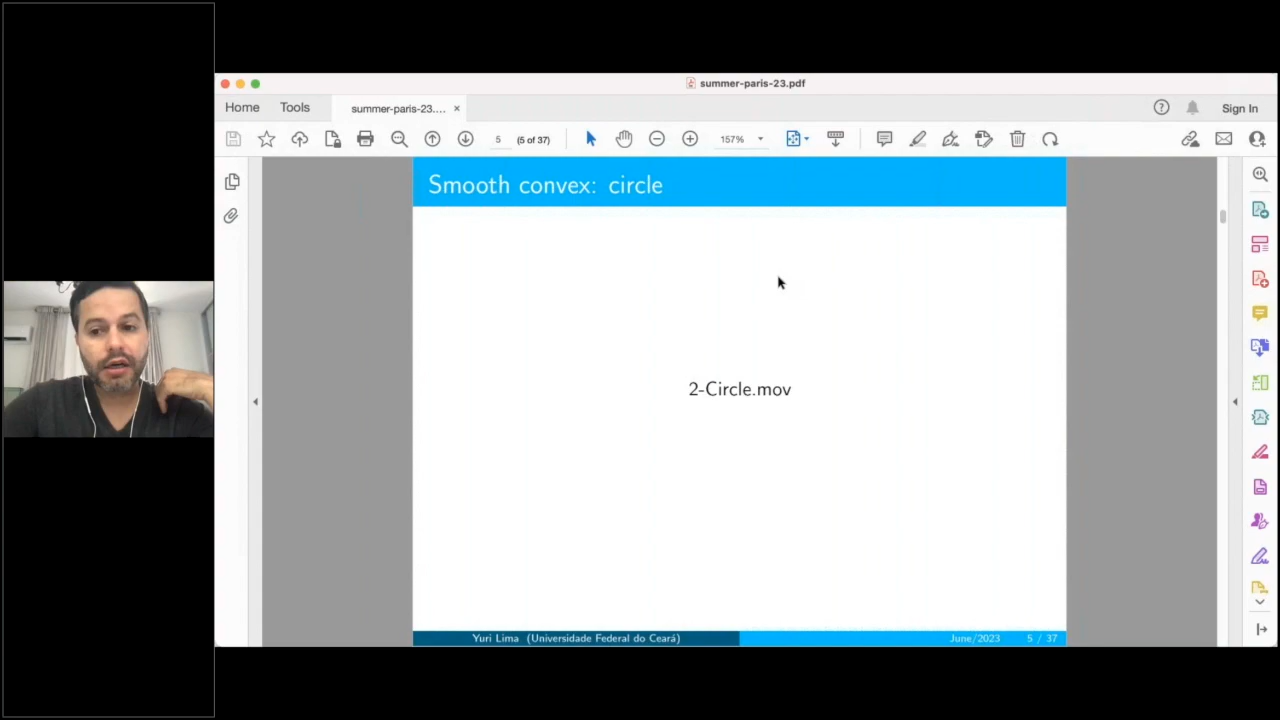 summer-paris-23.pdf
Home Tools summer-paris-23.... × Sign In
5 (5 of 37) 157%
Smooth convex: circle
2-Circle.mov
Yuri Lima (Universidade Federal do Ceará) June/2023 5 / 37